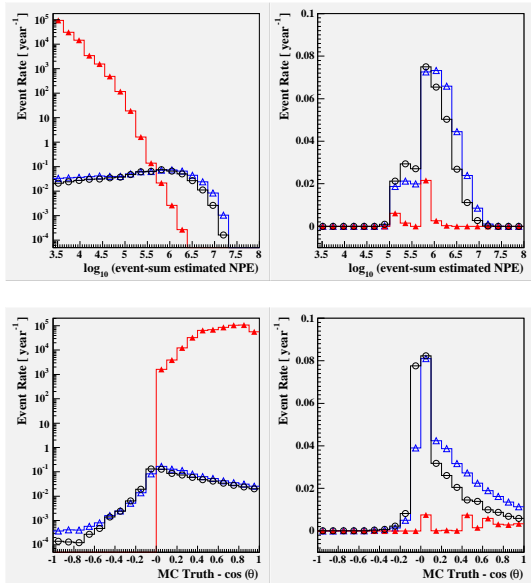 Event Rate [ year⁻¹ ]
10⁵
10⁴
10³
10²
10
1
10⁻¹
10⁻²
10⁻³
10⁻⁴
3.5 4 4.5 5 5.5 6 6.5 7 7.5 8
log₁₀ (event-sum estimated NPE)
Event Rate [ year⁻¹ ]
0.1
0.08
0.06
0.04
0.02
0
3.5 4 4.5 5 5.5 6 6.5 7 7.5 8
log₁₀ (event-sum estimated NPE)
Event Rate [ year⁻¹ ]
10⁵
10⁴
10³
10²
10
1
10⁻¹
10⁻²
10⁻³
10⁻⁴
-1 -0.8 -0.6 -0.4 -0.2 -0 0.2 0.4 0.6 0.8 1
MC Truth - cos (θ)
Event Rate [ year⁻¹ ]
0.1
0.08
0.06
0.04
0.02
0
-1 -0.8 -0.6 -0.4 -0.2 -0 0.2 0.4 0.6 0.8 1
MC Truth - cos (θ)